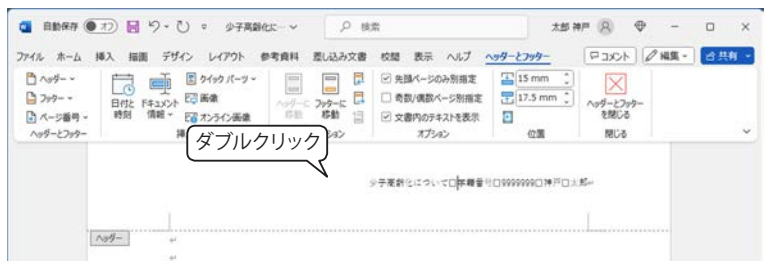 自動保存 オフ 少子高齢化に… 検索 太郎 神戸
ファイル ホーム 挿入 描画 デザイン レイアウト 参考資料 差し込み文書 校閲 表示 ヘルプ ヘッダーとフッター コメント 編集 共有
ヘッダー
フッター
ページ番号
ヘッダーとフッター
日付と時刻
ドキュメント情報
クイック パーツ
画像
オンライン画像
挿
ヘッダーに移動
フッターに移動
ション
先頭ページのみ別指定
奇数/偶数ページ別指定
文書内のテキストを表示
オプション
15 mm
17.5 mm
位置
ヘッダーとフッターを閉じる
閉じる
ダブルクリック
少子高齢化について□学籍番号□9999999□神戸□太郎
ヘッダー